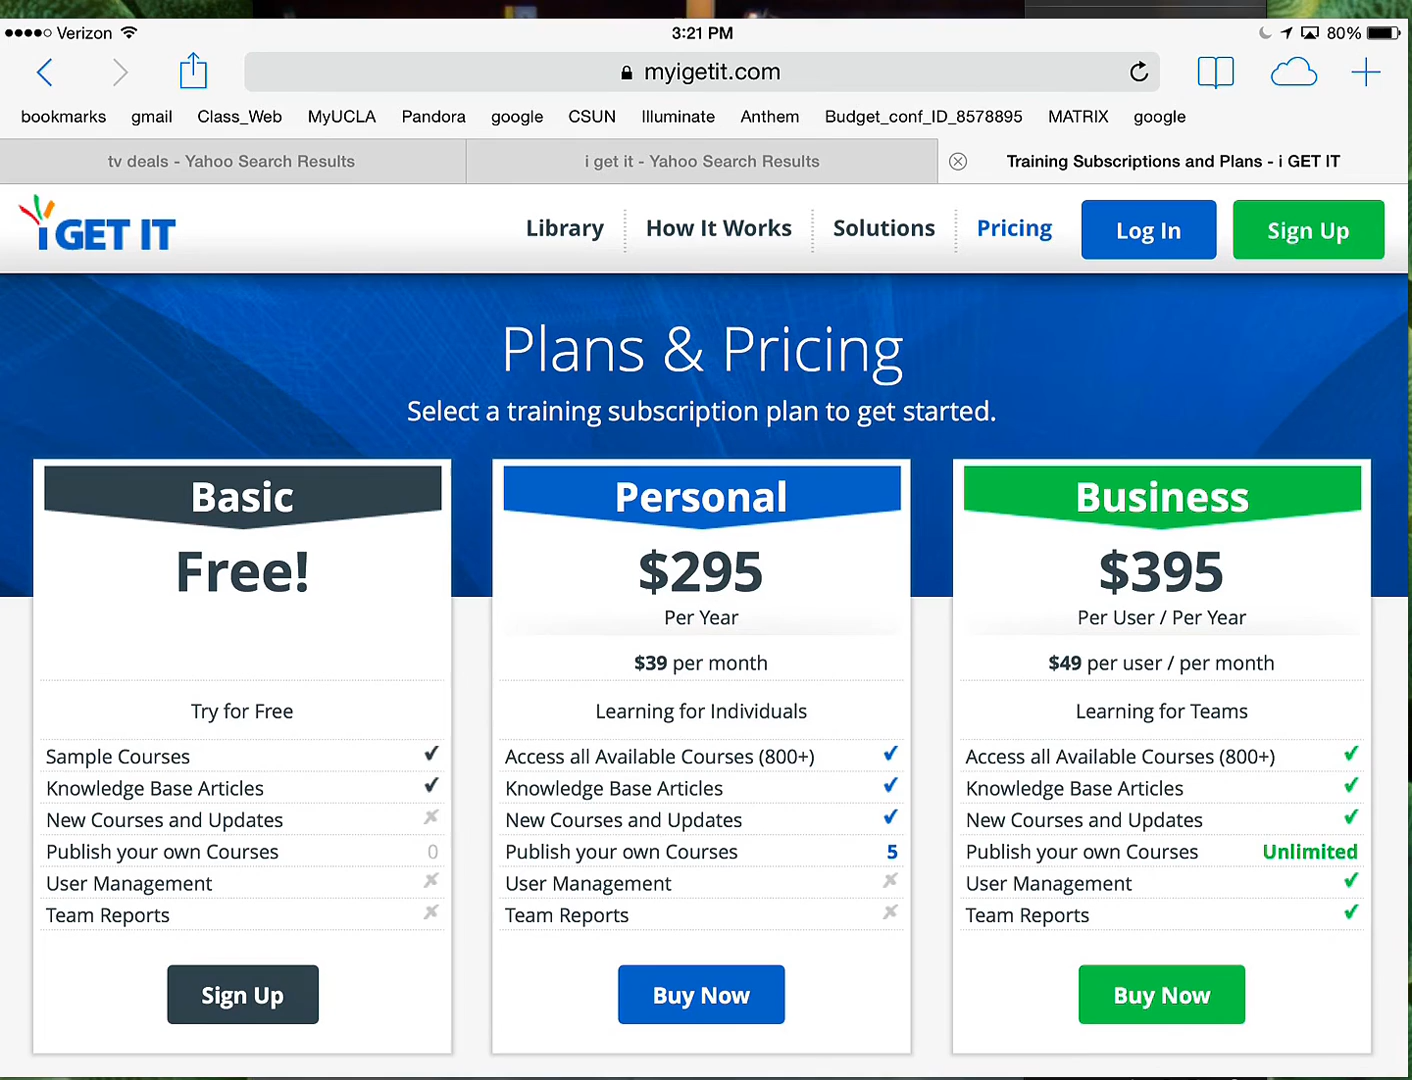 Verizon 3:21 PM 80%
myigetit.com
bookmarks gmail Class_Web MyUCLA Pandora google CSUN Illuminate Anthem Budget_conf_ID_8578895 MATRIX google
tv deals - Yahoo Search Results i get it - Yahoo Search Results Training Subscriptions and Plans - i GET IT
i GET IT Library How It Works Solutions Pricing Log In Sign Up
Plans & Pricing
Select a training subscription plan to get started.
Basic
Free!
Try for Free
Sample Courses ✔
Knowledge Base Articles ✔
New Courses and Updates ✘
Publish your own Courses 0
User Management ✘
Team Reports ✘
Sign Up
Personal
$295
Per Year
$39 per month
Learning for Individuals
Access all Available Courses (800+) ✔
Knowledge Base Articles ✔
New Courses and Updates ✔
Publish your own Courses 5
User Management ✘
Team Reports ✘
Buy Now
Business
$395
Per User / Per Year
$49 per user / per month
Learning for Teams
Access all Available Courses (800+) ✔
Knowledge Base Articles ✔
New Courses and Updates ✔
Publish your own Courses Unlimited
User Management ✔
Team Reports ✔
Buy Now